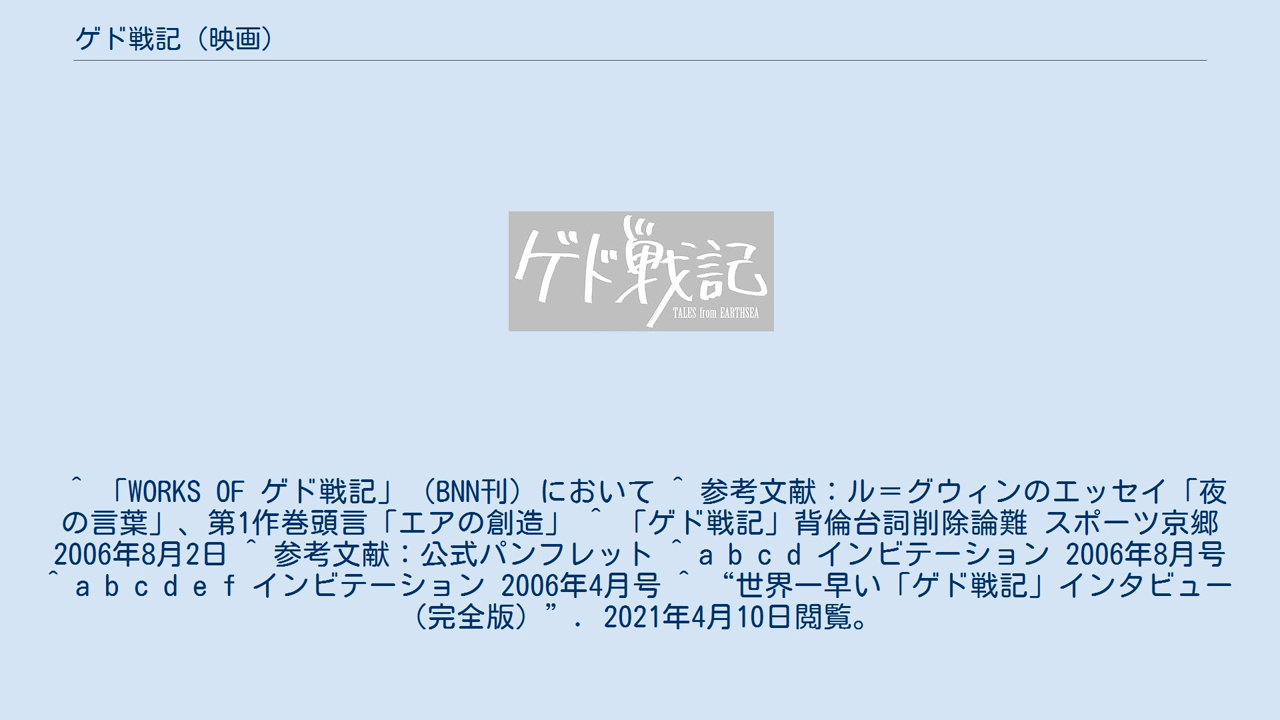 ゲド戦記（映画）
ゲド戦記
TALES from EARTHSEA
^ 「WORKS OF ゲド戦記」（BNN刊）において ^ 参考文献：ル＝グウィンのエッセイ「夜
の言葉」、第1作巻頭言「エアの創造」 ^ 「ゲド戦記」背倫台詞削除論難 スポーツ京郷
2006年8月2日 ^ 参考文献：公式パンフレット ^ a b c d インビテーション 2006年8月号
^ a b c d e f インビテーション 2006年4月号 ^ “世界一早い「ゲド戦記」インタビュー
（完全版）”. 2021年4月10日閲覧。